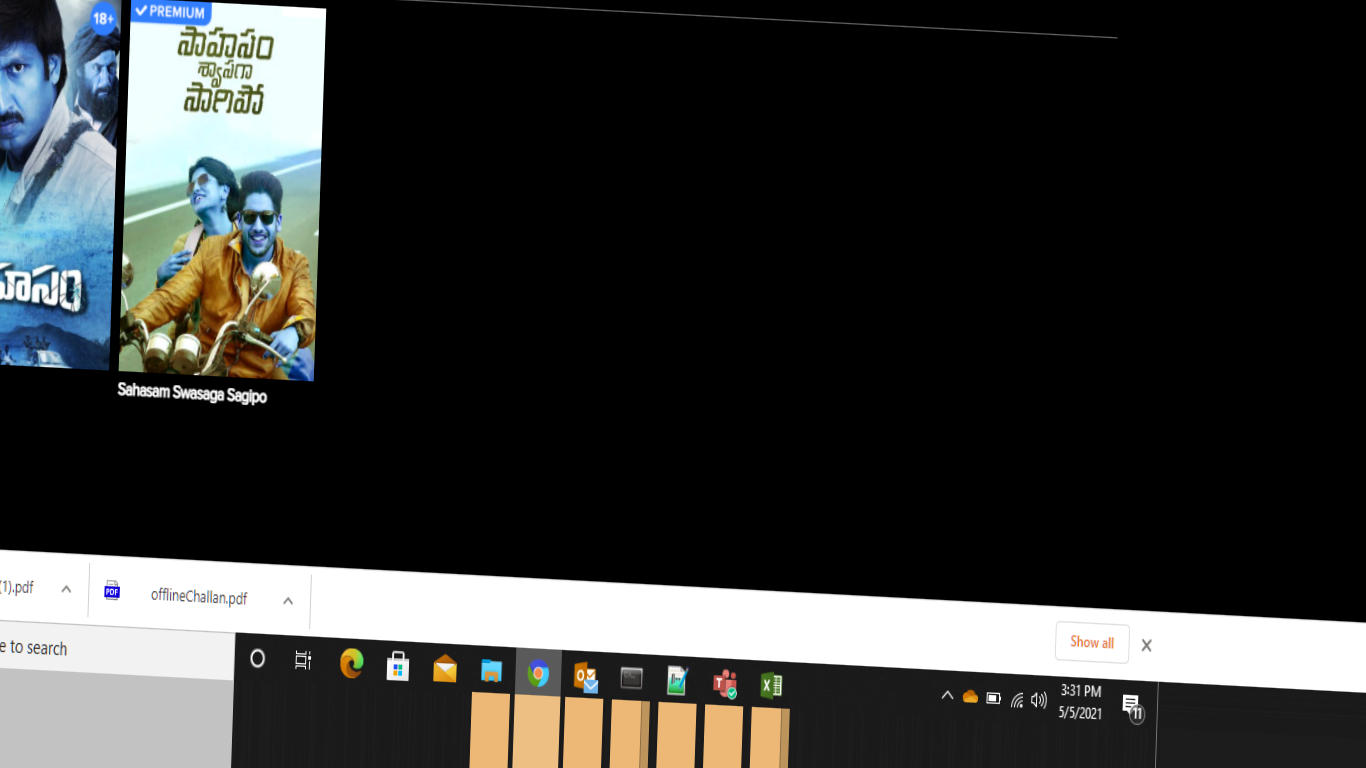 18+
PREMIUM
సాహసం
శ్వాసగా
సాగిపో
Sahasam Swasaga Sagipo
(1).pdf
PDF
offlineChallan.pdf
Show all
e to search
3:31 PM
5/5/2021
11